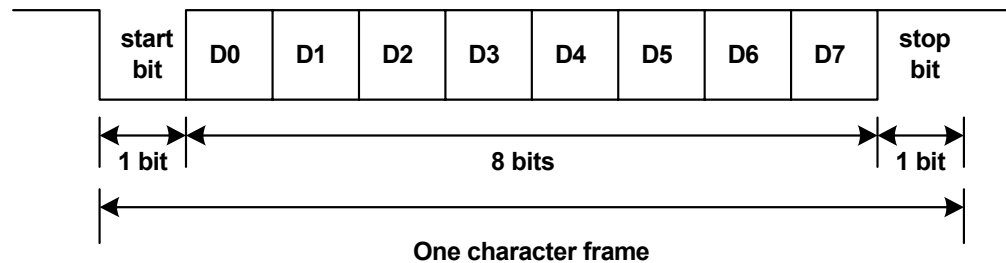 start bit D0 D1 D2 D3 D4 D5 D6 D7 stop bit
1 bit 8 bits 1 bit
One character frame